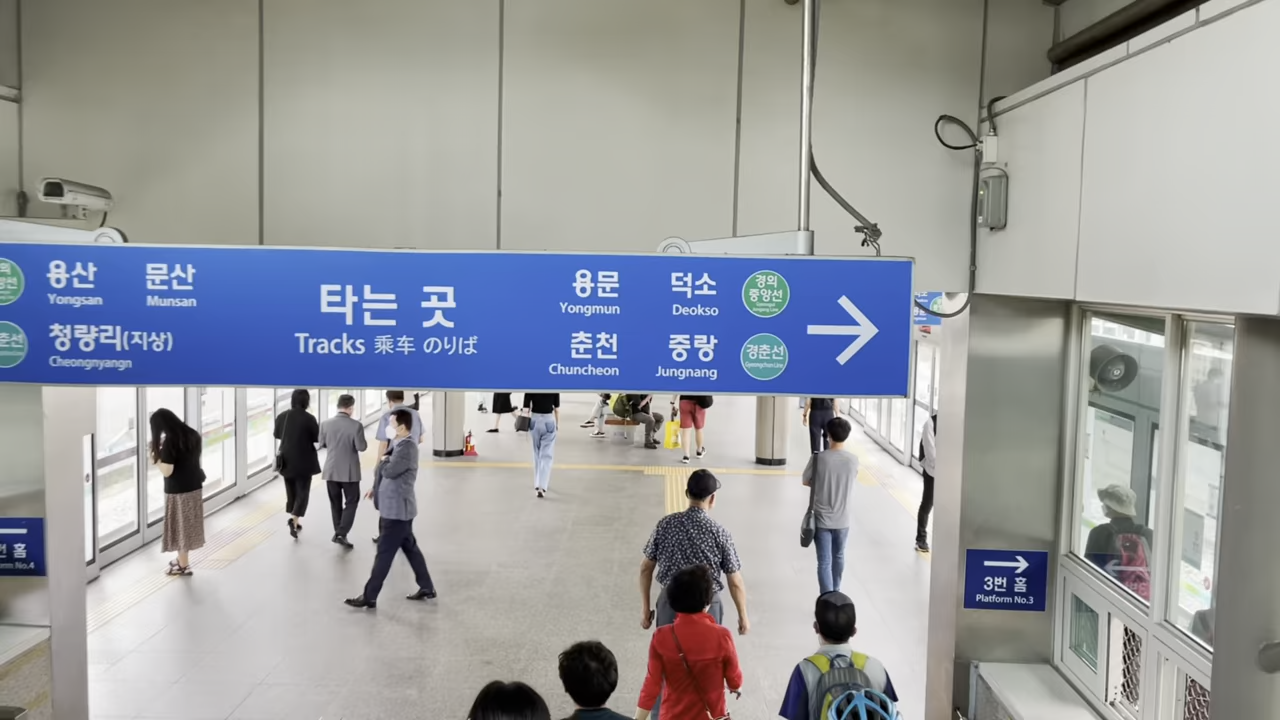 용산 문산
Yongsan Munsan
청량리(지상)
Cheongnyangn
타는 곳
Tracks 乘车 のりば
용문 덕소
Yongmun Deokso
춘천 중랑
Chuncheon Jungnang
경의
중앙선
경춘선
번 홈
orm No.4
3번 홈
Platform No.3